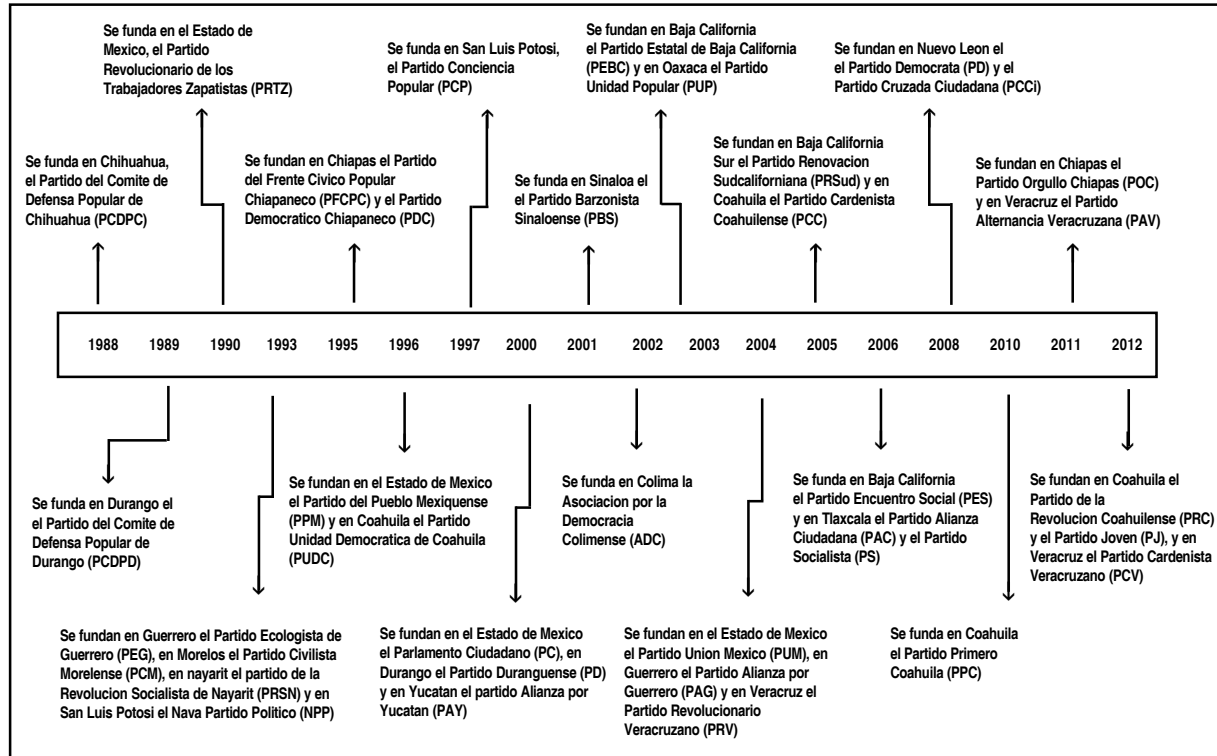 Se funda en el Estado de
Mexico, el Partido
Revolucionario de los
Trabajadores Zapatistas (PRTZ)
Se funda en San Luis Potosi,
el Partido Conciencia
Popular (PCP)
Se fundan en Baja California
el Partido Estatal de Baja California
(PEBC) y en Oaxaca el Partido
Unidad Popular (PUP)
Se fundan en Nuevo Leon el
el Partido Democrata (PD) y el
Partido Cruzada Ciudadana (PCCi)
Se funda en Chihuahua,
el Partido del Comite de
Defensa Popular de
Chihuahua (PCDPC)
Se fundan en Chiapas el Partido
del Frente Civico Popular
Chiapaneco (PFCPC) y el Partido
Democratico Chiapaneco (PDC)
Se funda en Sinaloa el
el Partido Barzonista
Sinaloense (PBS)
Se fundan en Baja California
Sur el Partido Renovacion
Sudcaliforniana (PRSud) y en
Coahuila el Partido Cardenista
Coahuilense (PCC)
Se fundan en Chiapas el
Partido Orgullo Chiapas (POC)
y en Veracruz el Partido
Alternancia Veracruzana (PAV)
1988 1989 1990 1993 1995 1996 1997 2000 2001 2002 2003 2004 2005 2006 2008 2010 2011 2012
Se funda en Durango el
el Partido del Comite de
Defensa Popular de
Durango (PCDPD)
Se fundan en el Estado de Mexico
el Partido del Pueblo Mexiquense
(PPM) y en Coahuila el Partido
Unidad Democratica de Coahuila
(PUDC)
Se funda en Colima la
Asociacion por la
Democracia
Colimense (ADC)
Se fundan en Baja California
el Partido Encuentro Social (PES)
y en Tlaxcala el Partido Alianza
Ciudadana (PAC) y el Partido
Socialista (PS)
Se fundan en Coahuila el
Partido de la
Revolucion Coahuilense (PRC)
y el Partido Joven (PJ), y en
Veracruz el Partido Cardenista
Veracruzano (PCV)
Se fundan en Guerrero el Partido Ecologista de
Guerrero (PEG), en Morelos el Partido Civilista
Morelense (PCM), en nayarit el partido de la
Revolucion Socialista de Nayarit (PRSN) y en
San Luis Potosi el Nava Partido Politico (NPP)
Se fundan en el Estado de Mexico
el Parlamento Ciudadano (PC), en
Durango el Partido Duranguense (PD)
y en Yucatan el partido Alianza por
Yucatan (PAY)
Se fundan en el Estado de Mexico
el Partido Union Mexico (PUM), en
Guerrero el Partido Alianza por
Guerrero (PAG) y en Veracruz el
Partido Revolucionario
Veracruzano (PRV)
Se funda en Coahuila
el Partido Primero
Coahuila (PPC)